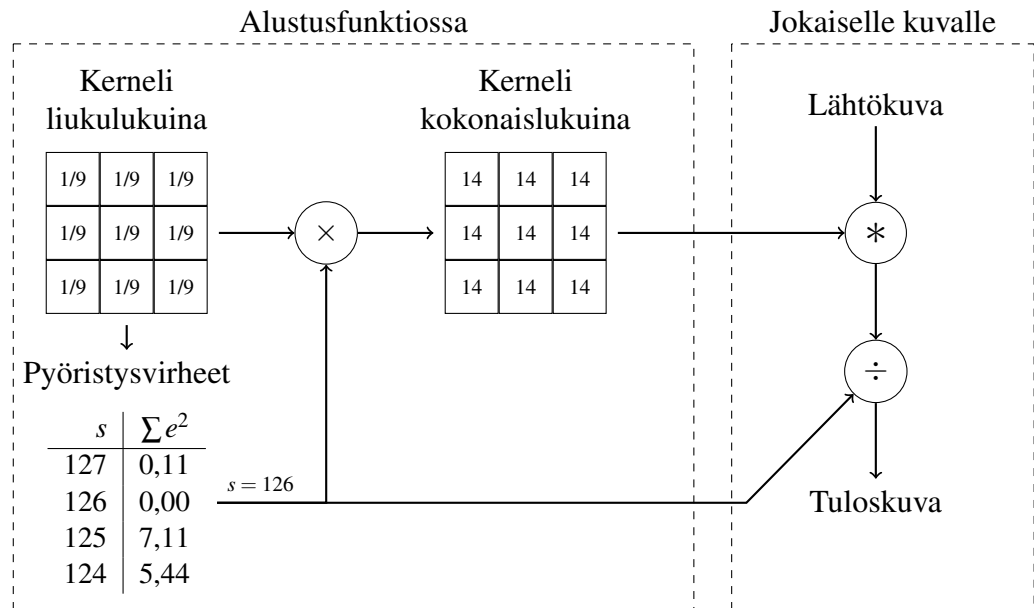 Alustusfunktiossa
Jokaiselle kuvalle
Kerneli
liukulukuina
Kerneli
kokonaislukuina
Lähtökuva
1/9 1/9 1/9
1/9 1/9 1/9
1/9 1/9 1/9
×
14 14 14
14 14 14
14 14 14
*
÷
Pyöristysvirheet
s ∑ e²
127 0,11
126 0,00
125 7,11
124 5,44
s = 126
Tuloskuva